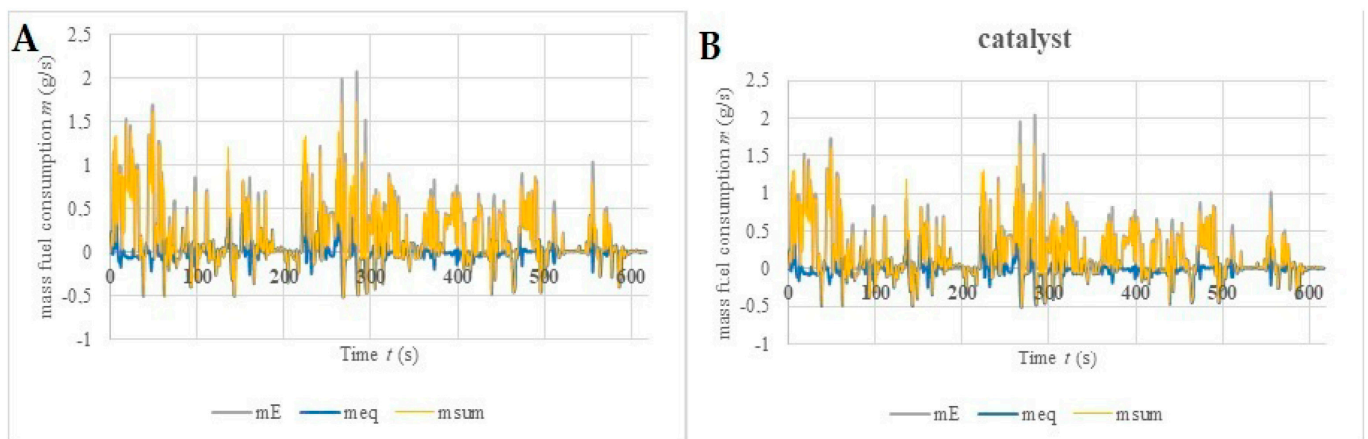 A
mass fuel consumption m (g/s)
2.5
2
1.5
1
0.5
0
-0.5
-1
0 100 200 300 400 500 600
Time t (s)
mE meq msum
B
catalyst
mass fuel consumption m (g/s)
2.5
2
1.5
1
0.5
0
-0.5
-1
0 100 200 300 400 500 600
Time t (s)
mE meq msum